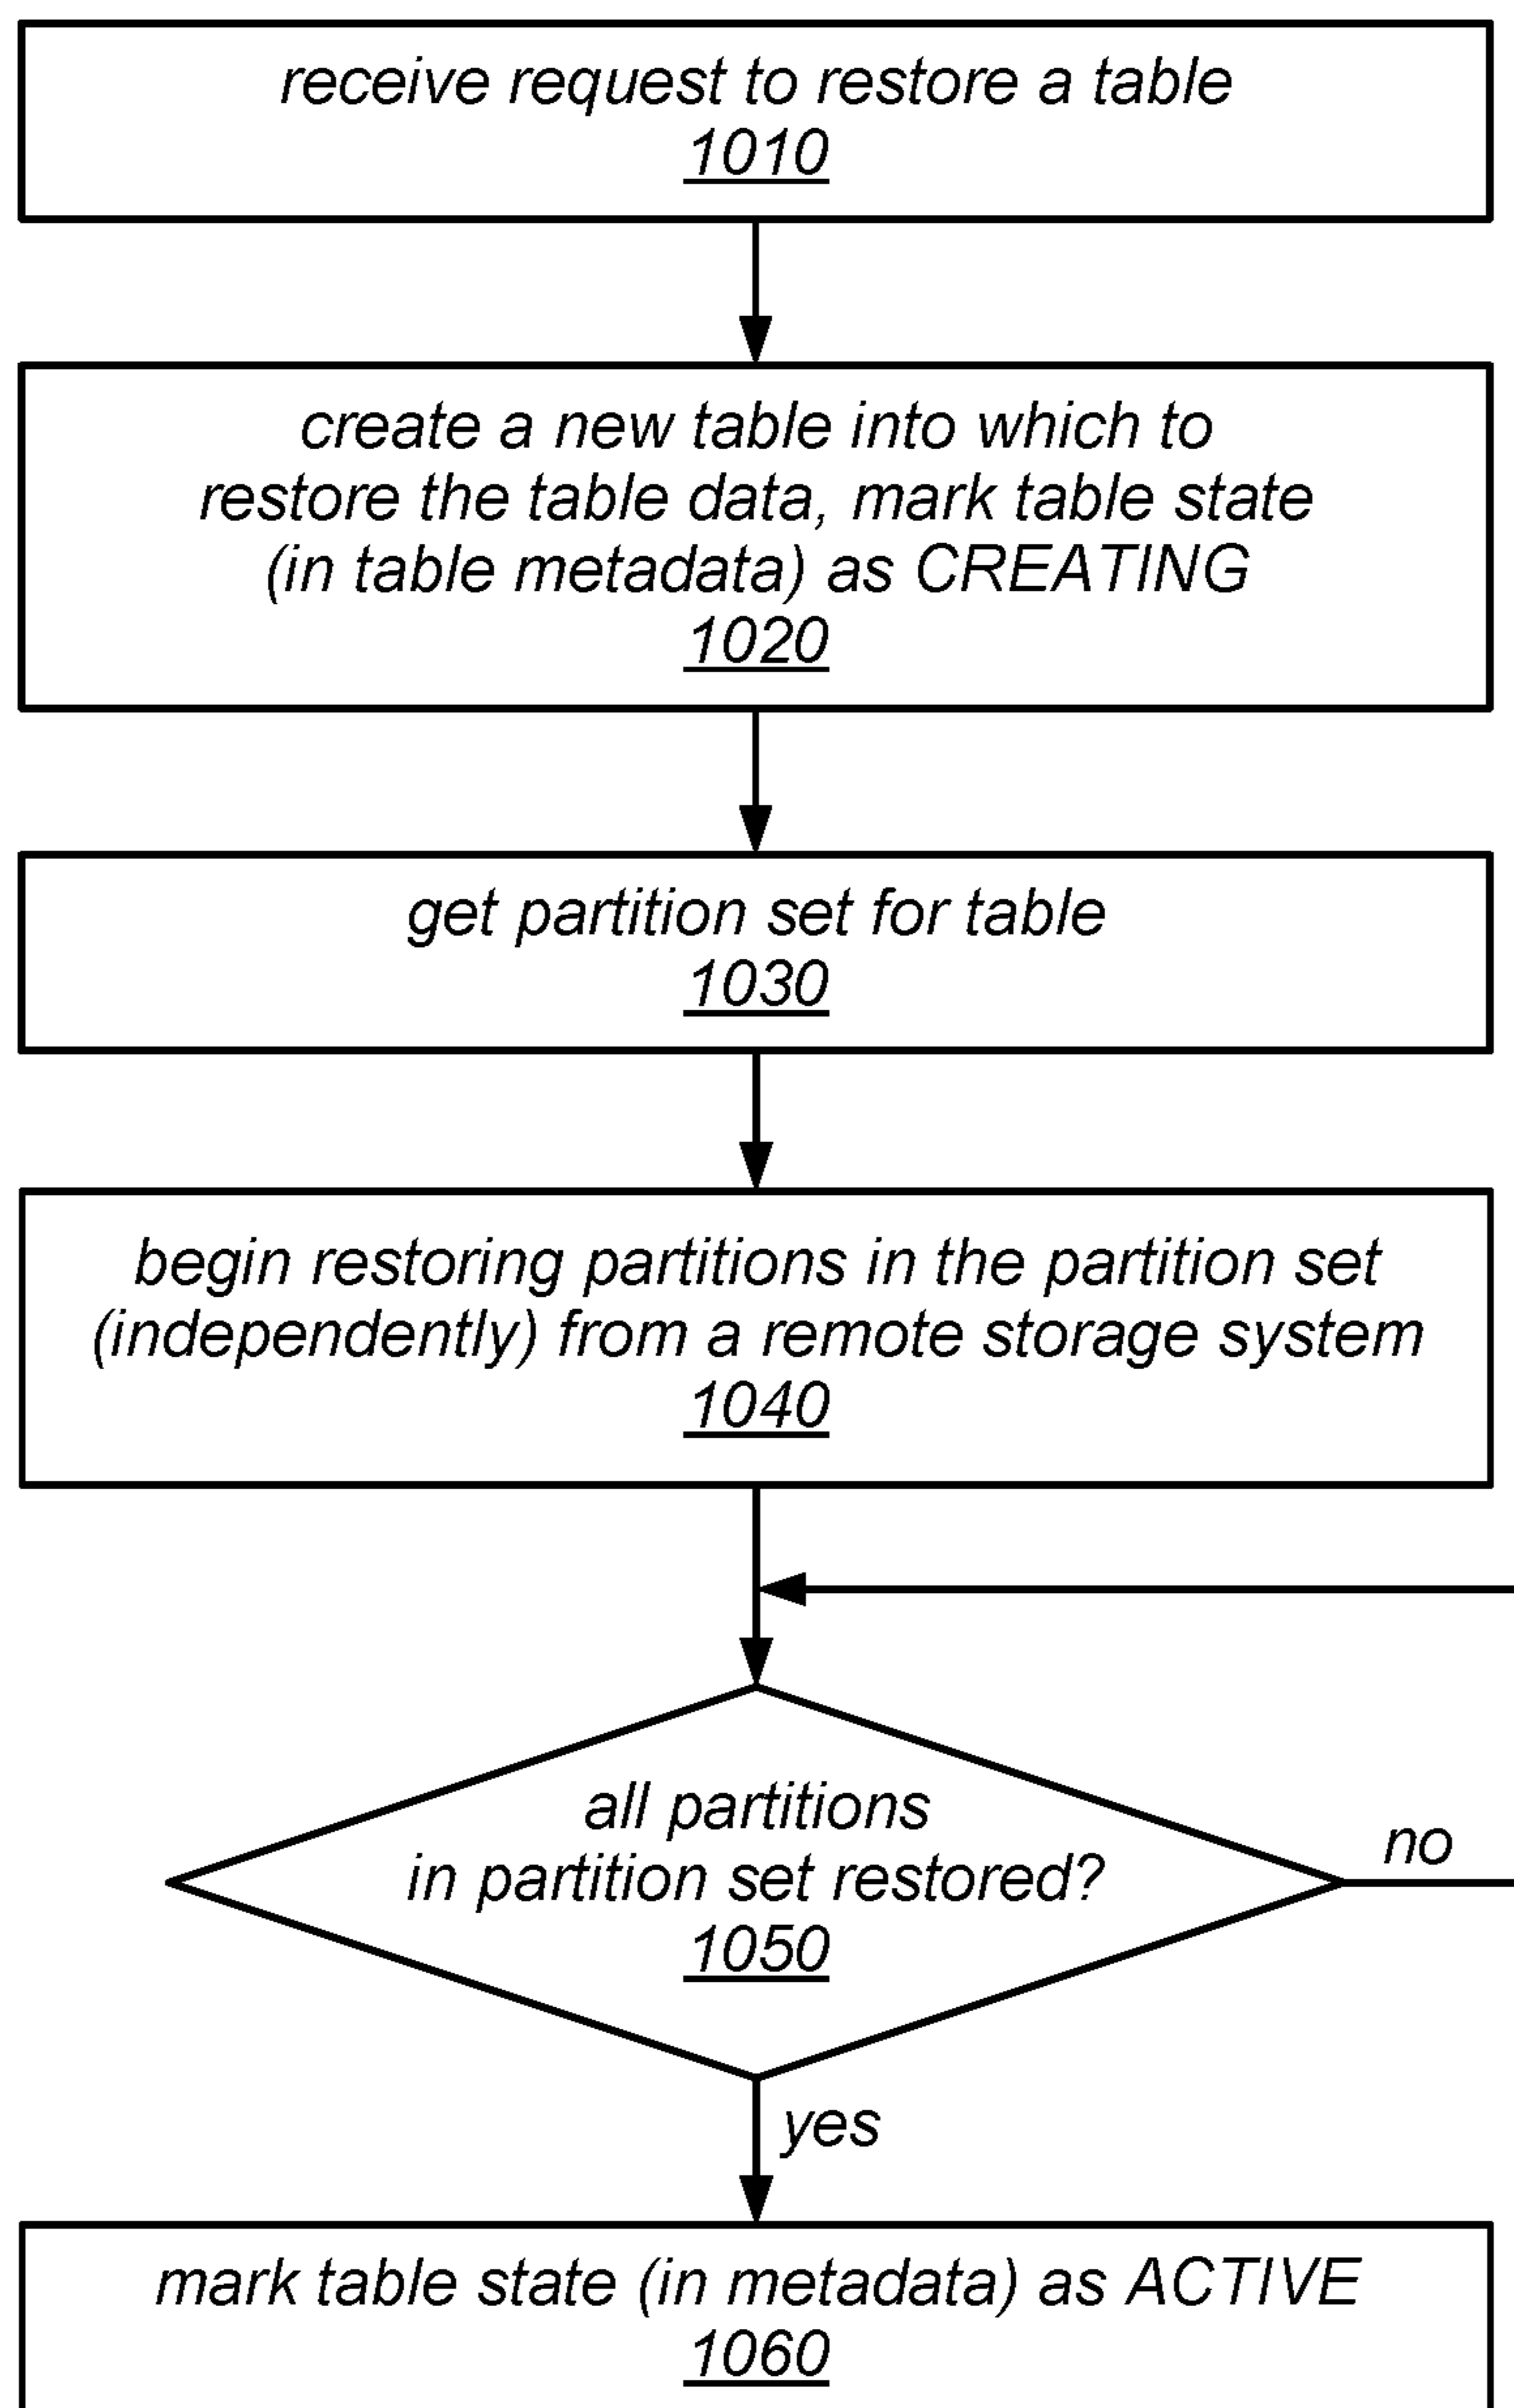 receive request to restore a table
1010
create a new table into which to
restore the table data, mark table state
(in table metadata) as CREATING
1020
get partition set for table
1030
begin restoring partitions in the partition set
(independently) from a remote storage system
1040
all partitions
in partition set restored?
1050
no
yes
mark table state (in metadata) as ACTIVE
1060